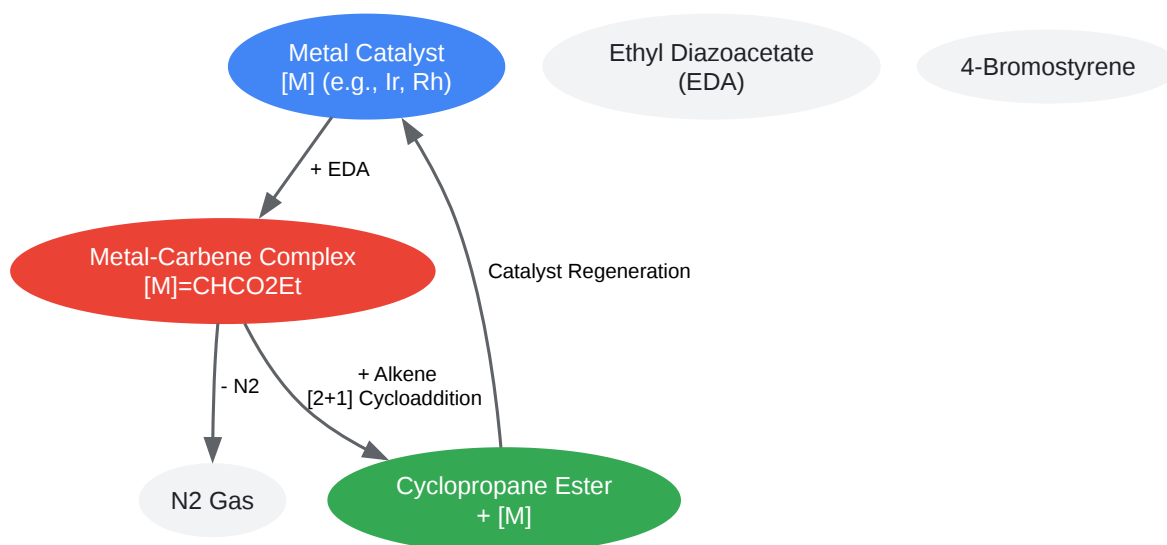 Metal Catalyst
[M] (e.g., Ir, Rh)
Ethyl Diazoacetate
(EDA)
4-Bromostyrene
+ EDA
Metal-Carbene Complex
[M]=CHCO2Et
Catalyst Regeneration
- N2
+ Alkene
[2+1] Cycloaddition
N2 Gas
Cyclopropane Ester
+ [M]